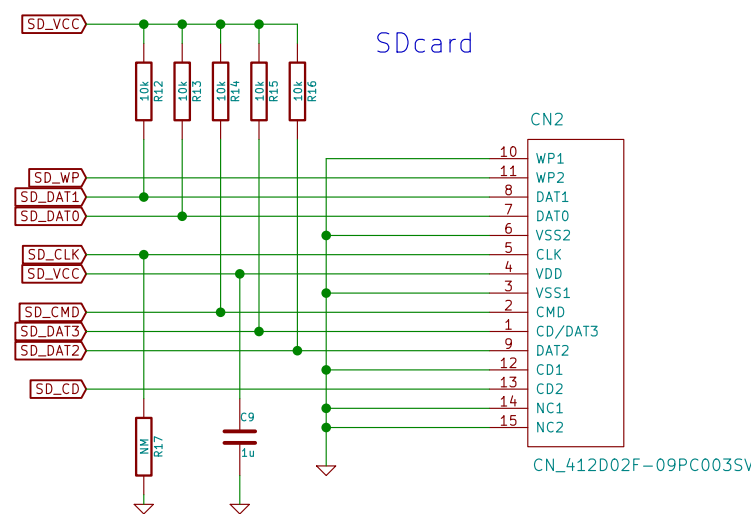 SD_VCC
SDcard
10k R12
10k R13
10k R14
10k R15
10k R16
CN2
SD_WP
SD_DAT1
SD_DAT0
SD_CLK
SD_VCC
SD_CMD
SD_DAT3
SD_DAT2
SD_CD
10 WP1
11 WP2
8 DAT1
7 DAT0
6 VSS2
5 CLK
4 VDD
3 VSS1
2 CMD
1 CD/DAT3
9 DAT2
12 CD1
13 CD2
14 NC1
15 NC2
NM R17
C9
1u